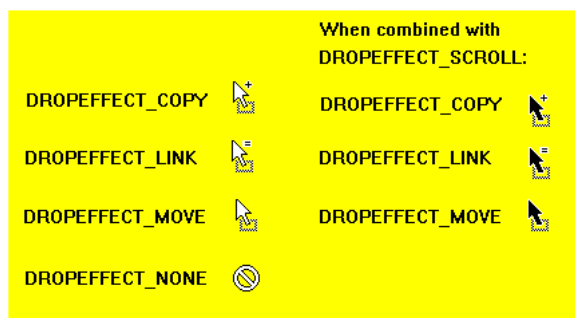 When combined with
DROPEFFECT_SCROLL:
DROPEFFECT_COPY
DROPEFFECT_COPY
DROPEFFECT_LINK
DROPEFFECT_LINK
DROPEFFECT_MOVE
DROPEFFECT_MOVE
DROPEFFECT_NONE